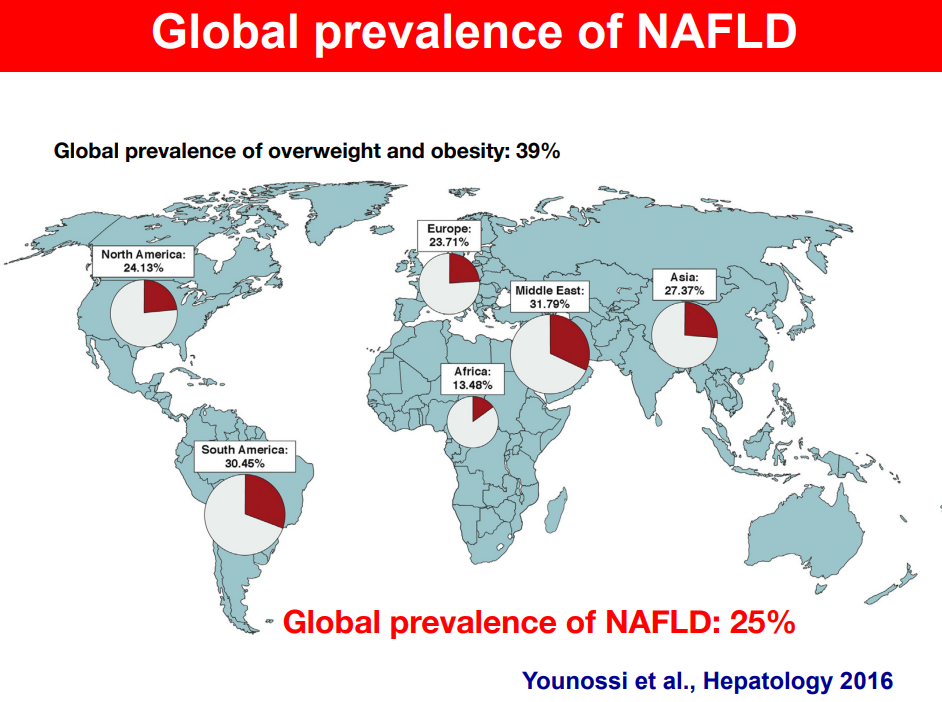 Global prevalence of NAFLD
Global prevalence of overweight and obesity: 39%
Europe:
23.71%
North America:
24.13%
Asia:
27.37%
Middle East:
31.79%
Africa:
13.48%
South America:
30.45%
Global prevalence of NAFLD: 25%
Younossi et al., Hepatology 2016